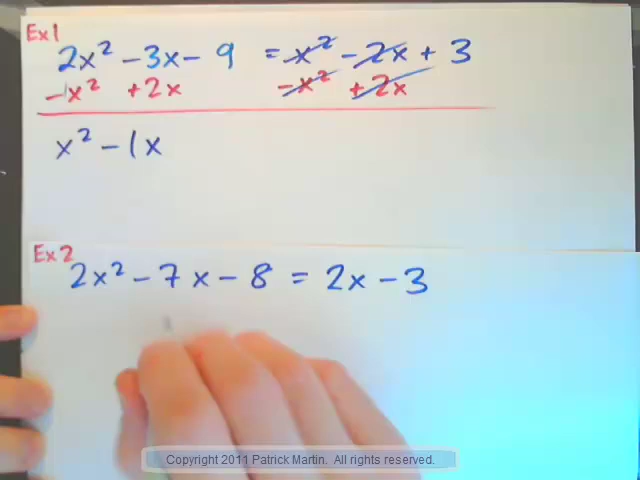 Ex1
2x² - 3x - 9 = x² - 2x + 3
-1x² +2x -x² +2x
x² - 1x
Ex2
2x² - 7x - 8 = 2x - 3
Copyright 2011 Patrick Martin. All rights reserved.